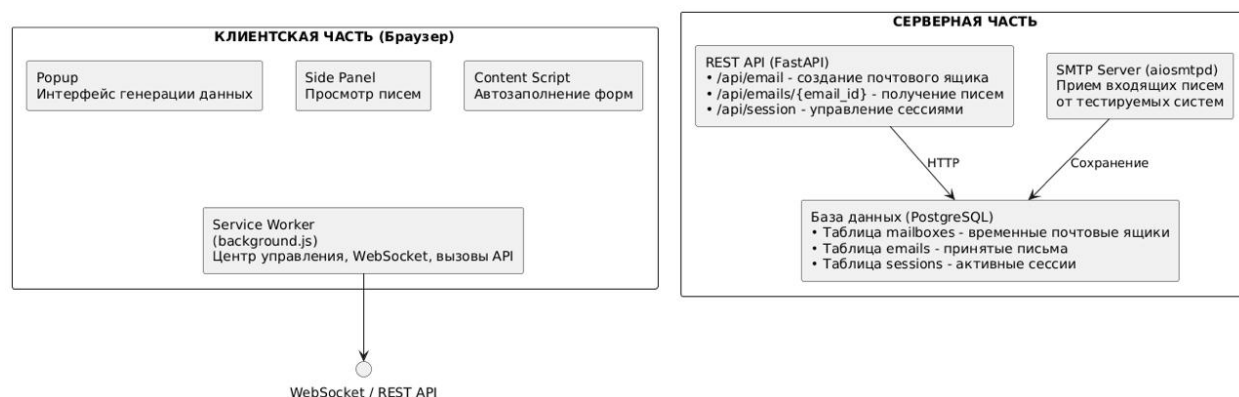 КЛИЕНТСКАЯ ЧАСТЬ (Браузер)
Popup
Интерфейс генерации данных
Side Panel
Просмотр писем
Content Script
Автозаполнение форм
Service Worker
(background.js)
Центр управления, WebSocket, вызовы API
WebSocket / REST API
СЕРВЕРНАЯ ЧАСТЬ
REST API (FastAPI)
• /api/email - создание почтового ящика
• /api/emails/{email_id} - получение писем
• /api/session - управление сессиями
SMTP Server (aiosmtpd)
Прием входящих писем
от тестируемых систем
HTTP
Сохранение
База данных (PostgreSQL)
• Таблица mailboxes - временные почтовые ящики
• Таблица emails - принятые письма
• Таблица sessions - активные сессии